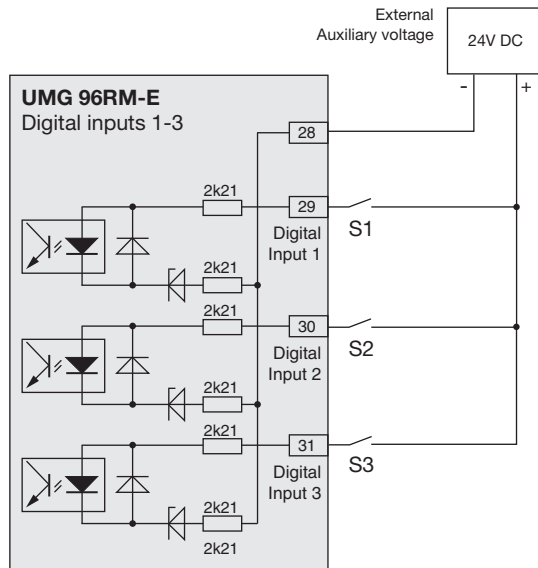 External
Auxiliary voltage
24V DC
- +
UMG 96RM-E
Digital inputs 1-3
28
2k21
29
S1
Digital
Input 1
2k21
2k21
30
S2
Digital
Input 2
2k21
2k21
31
S3
Digital
Input 3
2k21
2k21